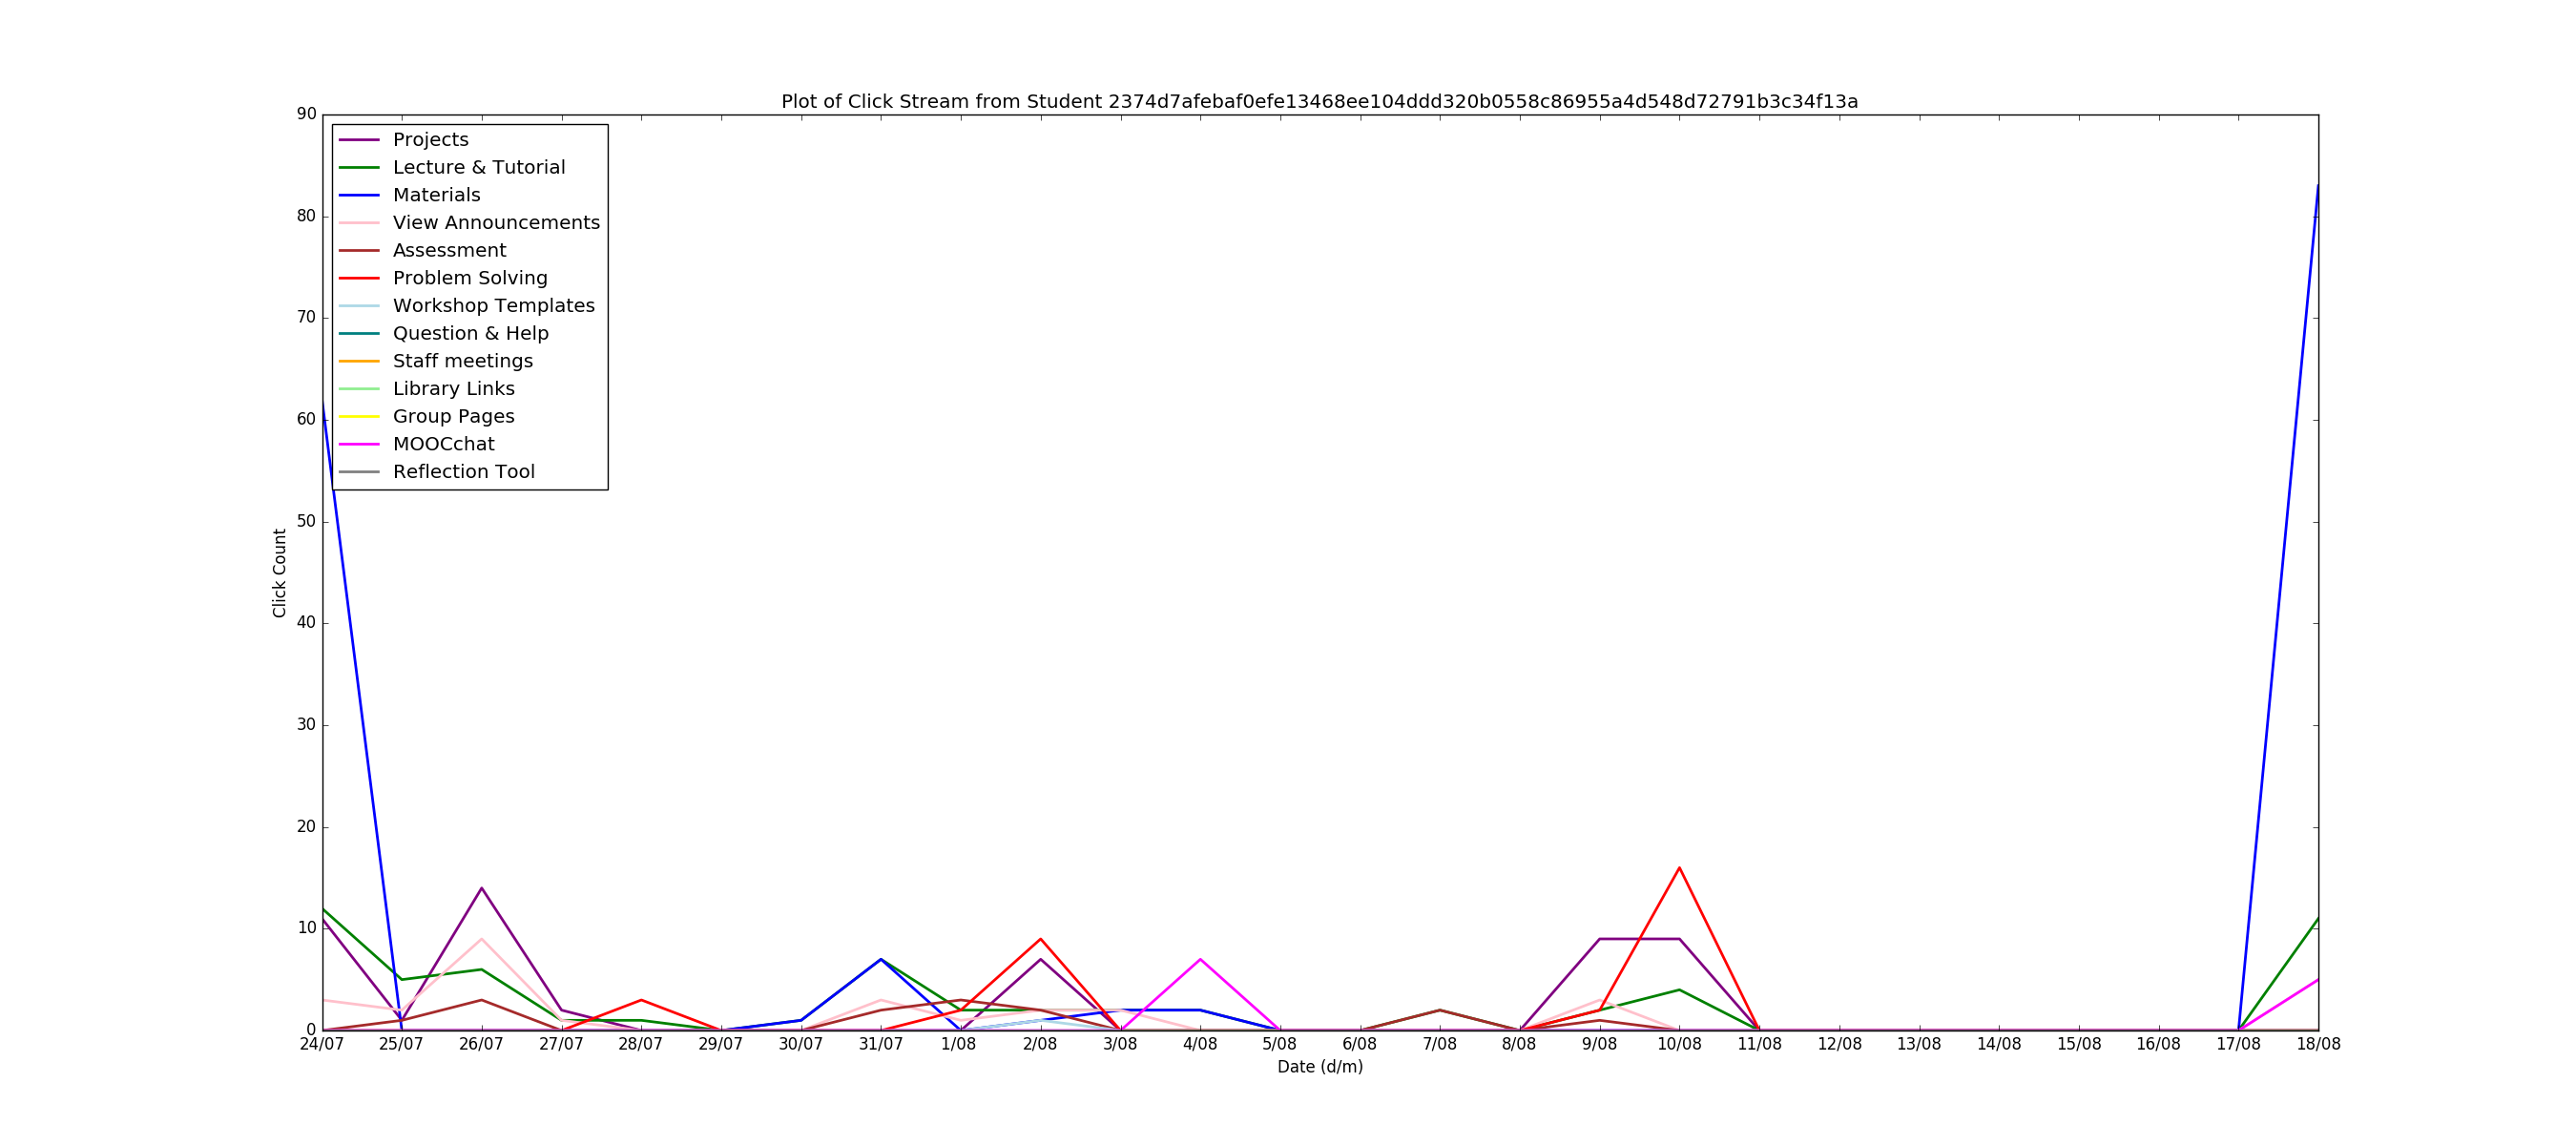 Plot of Click Stream from Student 2374d7afebaf0efe13468ee104ddd320b0558c86955a4d548d72791b3c34f13a
90
80
70
60
50
40
30
20
10
0
Click Count
Projects
Lecture & Tutorial
Materials
View Announcements
Assessment
Problem Solving
Workshop Templates
Question & Help
Staff meetings
Library Links
Group Pages
MOOCchat
Reflection Tool
24/07 25/07 26/07 27/07 28/07 29/07 30/07 31/07 1/08 2/08 3/08 4/08 5/08 6/08 7/08 8/08 9/08 10/08 11/08 12/08 13/08 14/08 15/08 16/08 17/08 18/08
Date (d/m)